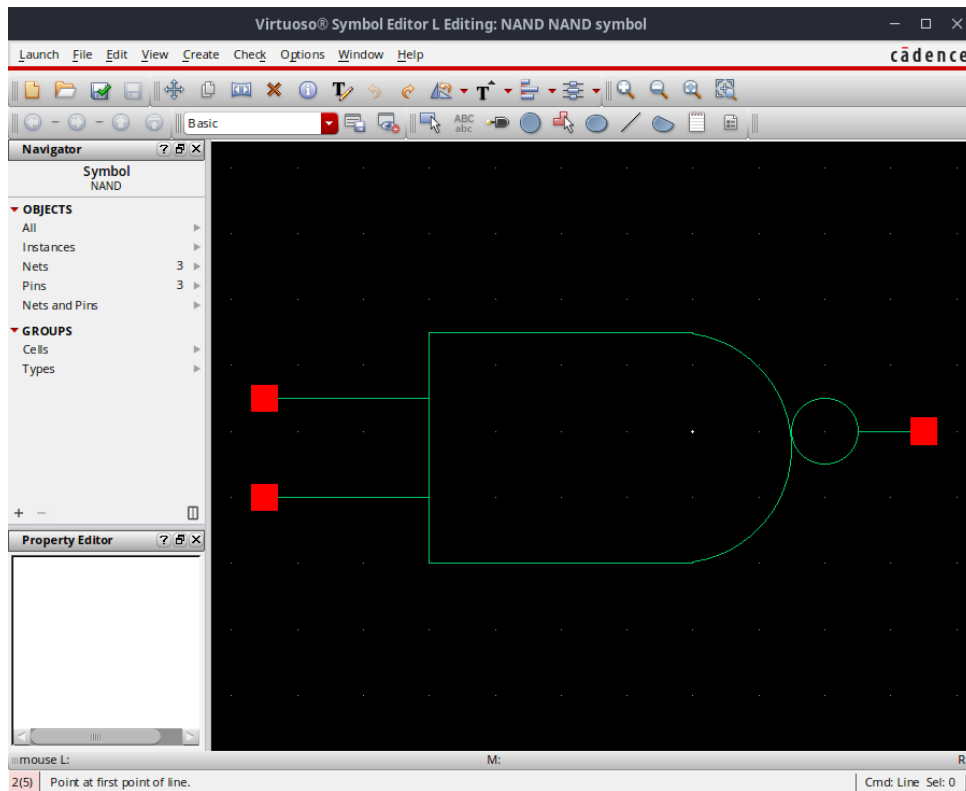 Virtuoso® Symbol Editor L Editing: NAND NAND symbol
Launch File Edit View Create Check Options Window Help
cādence
T
T
Basic
ABC
abc
Navigator
Symbol
NAND
OBJECTS
All
Instances
Nets 3
Pins 3
Nets and Pins
GROUPS
Cells
Types
Property Editor
mouse L: M: R
2(5) Point at first point of line. Cmd: Line Sel: 0